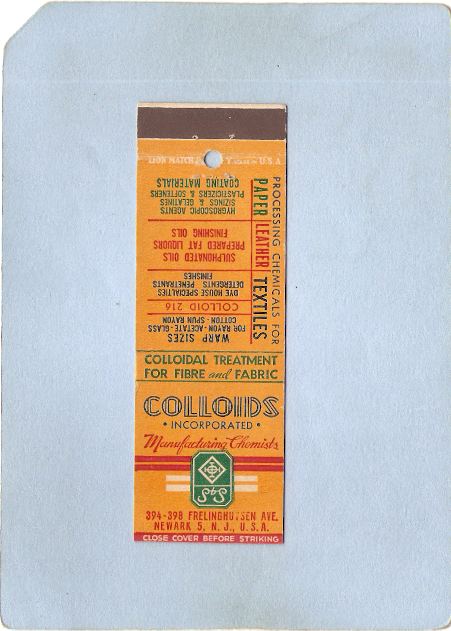 COLLOIDAL TREATMENT
FOR FIBRE and FABRIC
COLLOIDS
• INCORPORATED •
Manufacturing Chemists
S&S
394-398 FRELINGHUYSEN AVE.
NEWARK 5, N. J., U. S. A.
CLOSE COVER BEFORE STRIKING
PROCESSING CHEMICALS FOR
PAPER LEATHER TEXTILES
WARP SIZES
FOR RAYON-ACETATE-GLASS
COTTON - SPUN RAYON
COLLOID 216
DYE HOUSE SPECIALTIES
DETERGENTS PENETRANTS
FINISHES
SULPHONATED OILS
PREPARED FAT LIQUORS
FINISHING OILS
HYGROSCOPIC AGENTS
SIZINGS & GELATINES
PLASTICIZERS & SOFTENERS
COATING MATERIALS
LION MATCH U.S.A